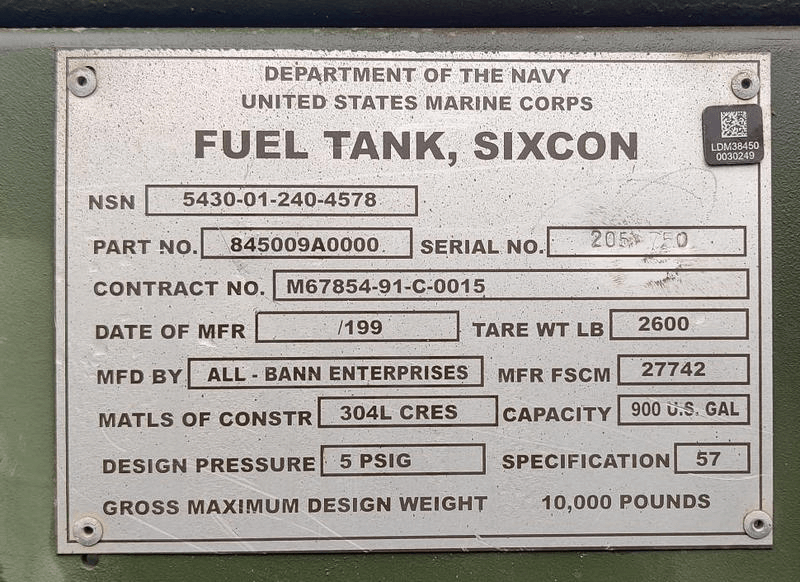 DEPARTMENT OF THE NAVY
UNITED STATES MARINE CORPS
FUEL TANK, SIXCON
LDM38450
0030249
NSN 5430-01-240-4578
PART NO. 845009A0000 SERIAL NO.
CONTRACT NO. M67854-91-C-0015
DATE OF MFR /199 TARE WT LB 2600
MFD BY ALL - BANN ENTERPRISES MFR FSCM 27742
MATLS OF CONSTR 304L CRES CAPACITY 900 U.S. GAL
DESIGN PRESSURE 5 PSIG SPECIFICATION 57
GROSS MAXIMUM DESIGN WEIGHT 10,000 POUNDS